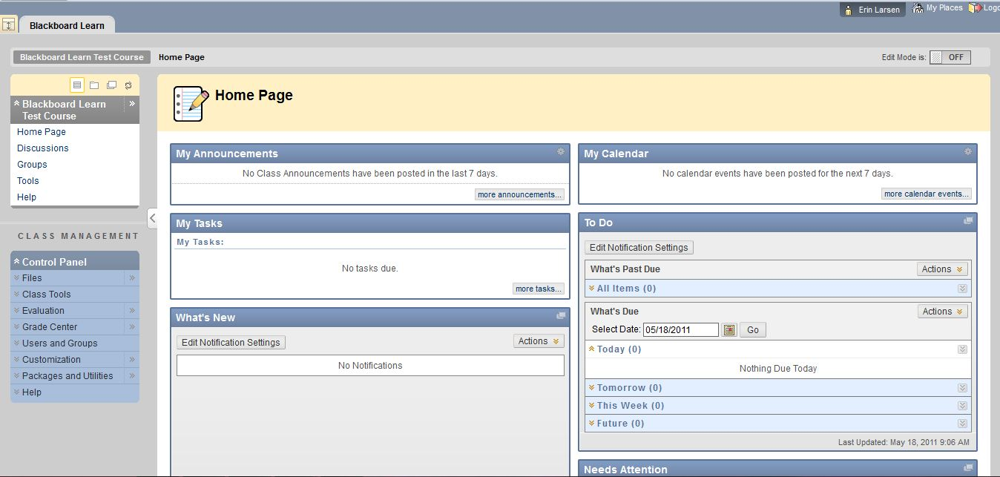 Erin Larsen
My Places
Blackboard Learn
Blackboard Learn Test Course
Home Page
Edit Mode is:
OFF
Blackboard Learn
Test Course
Home Page
Discussions
Groups
Tools
Help
CLASS MANAGEMENT
Control Panel
Files
Class Tools
Evaluation
Grade Center
Users and Groups
Customization
Packages and Utilities
Help
Home Page
My Announcements
No Class Announcements have been posted in the last 7 days.
more announcements...
My Tasks
My Tasks:
No tasks due.
more tasks...
What's New
Edit Notification Settings
Actions
No Notifications
My Calendar
No calendar events have been posted for the next 7 days.
more calendar events...
To Do
Edit Notification Settings
What's Past Due
Actions
All Items (0)
What's Due
Actions
Select Date: 05/18/2011
Go
Today (0)
Nothing Due Today
Tomorrow (0)
This Week (0)
Future (0)
Last Updated: May 18, 2011 9:06 AM
Needs Attention